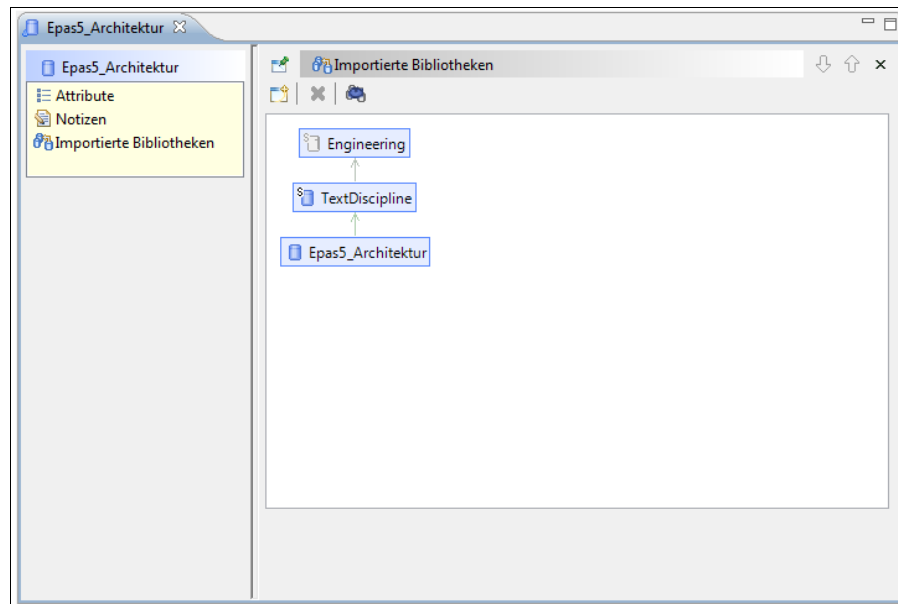 Epas5_Architektur
Epas5_Architektur
Importierte Bibliotheken
Attribute
Notizen
Importierte Bibliotheken
Engineering
TextDiscipline
Epas5_Architektur